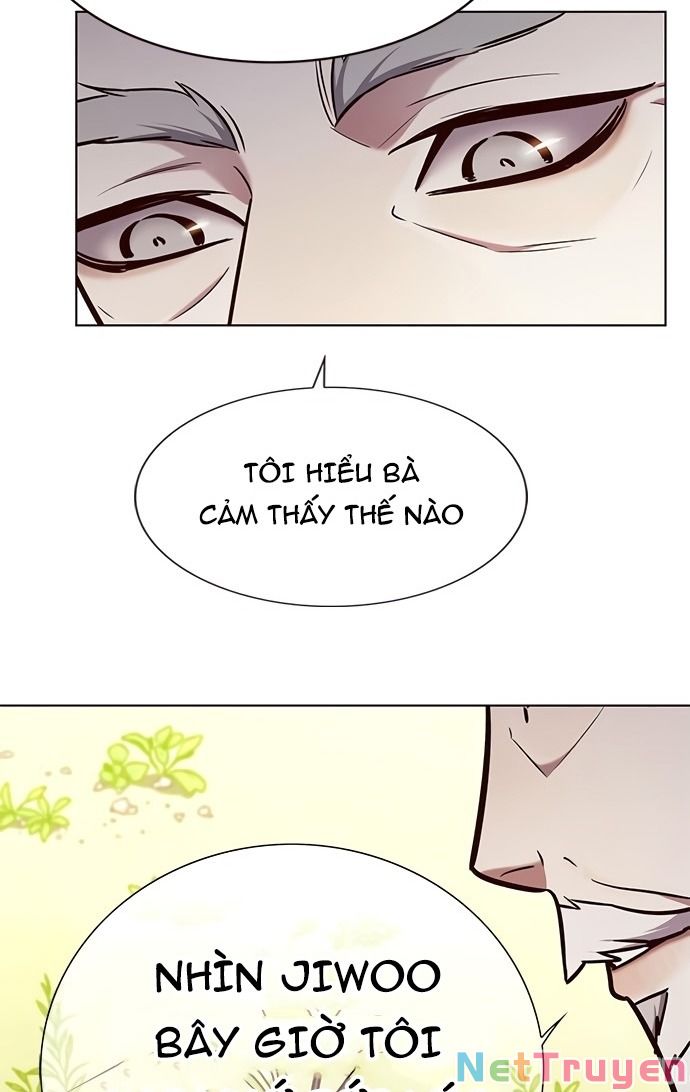 TÔI HIỂU BÀ
CẢM THẤY THẾ NÀO
NHÌN JIWOO
BÂY GIỜ TÔI
NetTruyen